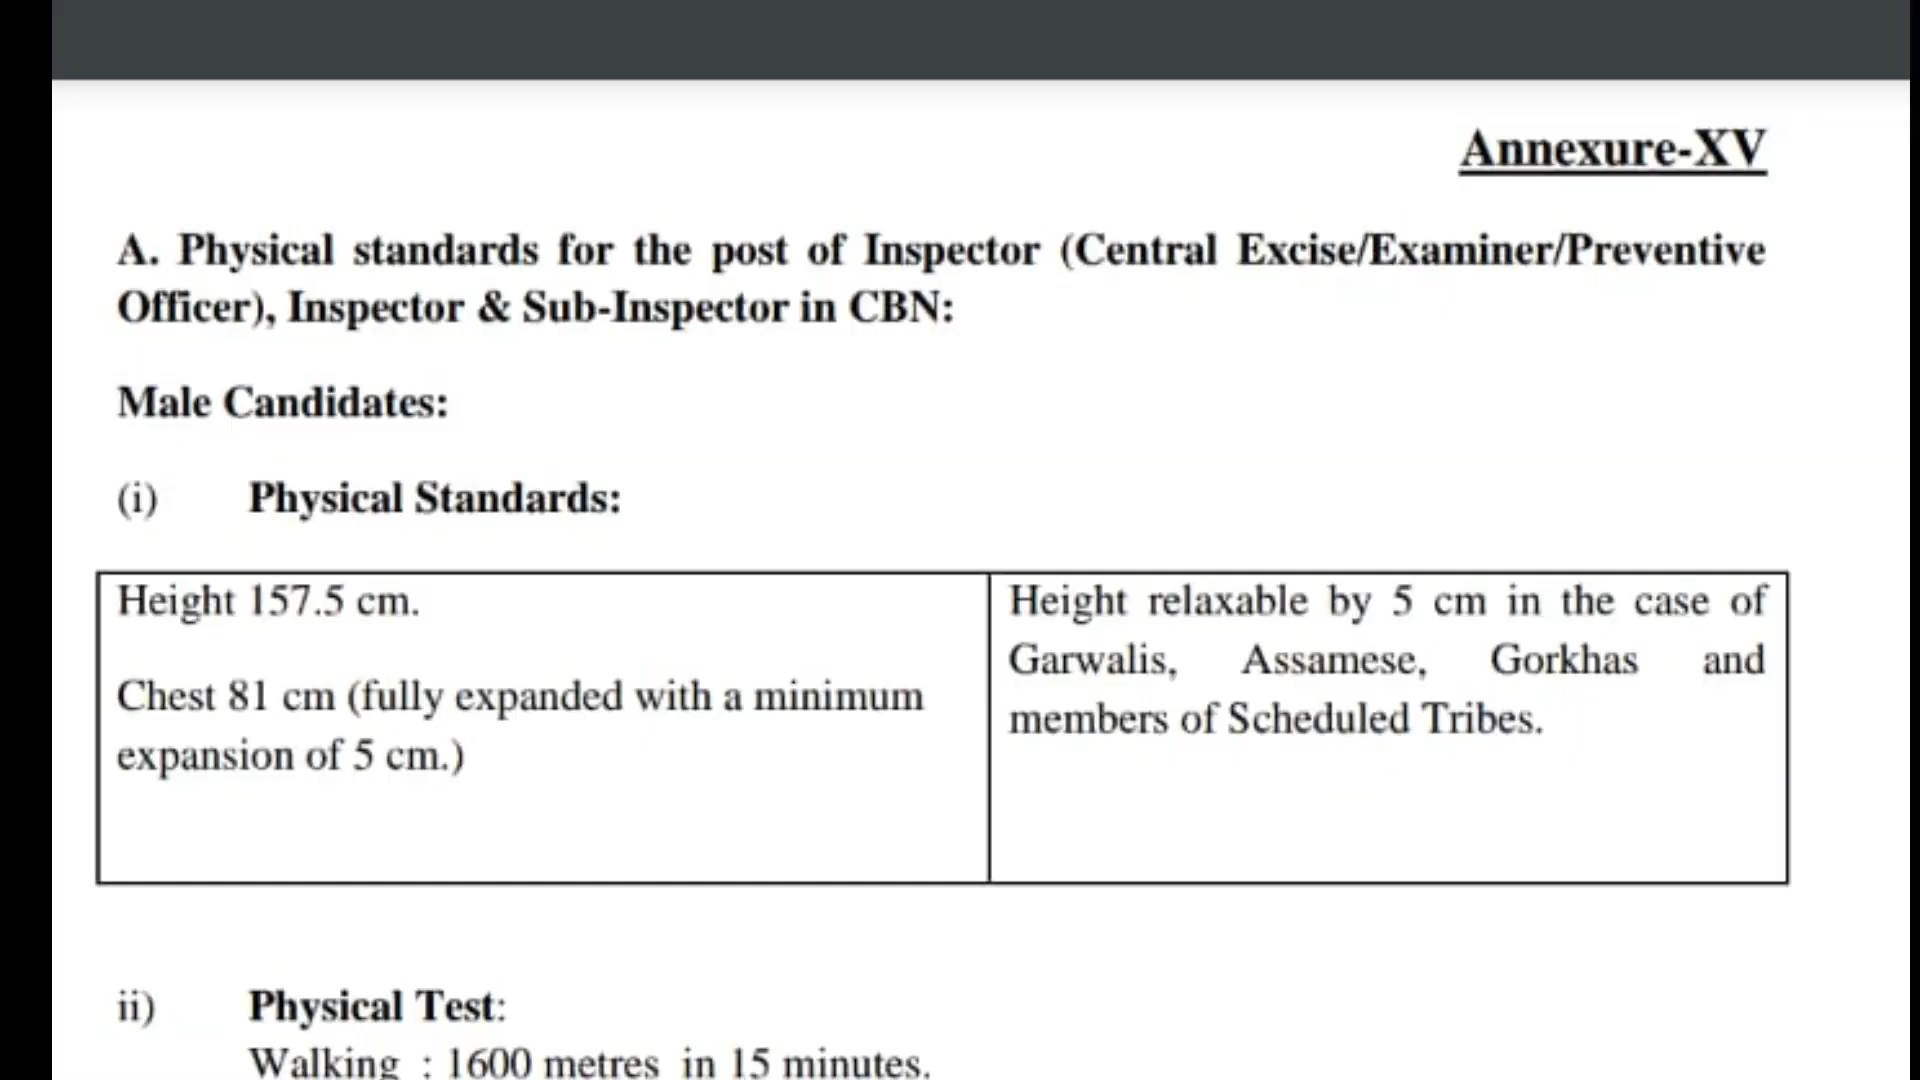 Annexure-XV
A. Physical standards for the post of Inspector (Central Excise/Examiner/Preventive
Officer), Inspector & Sub-Inspector in CBN:
Male Candidates:
(i) Physical Standards:
Height 157.5 cm.
Chest 81 cm (fully expanded with a minimum
expansion of 5 cm.)
Height relaxable by 5 cm in the case of
Garwalis, Assamese, Gorkhas and
members of Scheduled Tribes.
ii) Physical Test:
Walking : 1600 metres in 15 minutes.